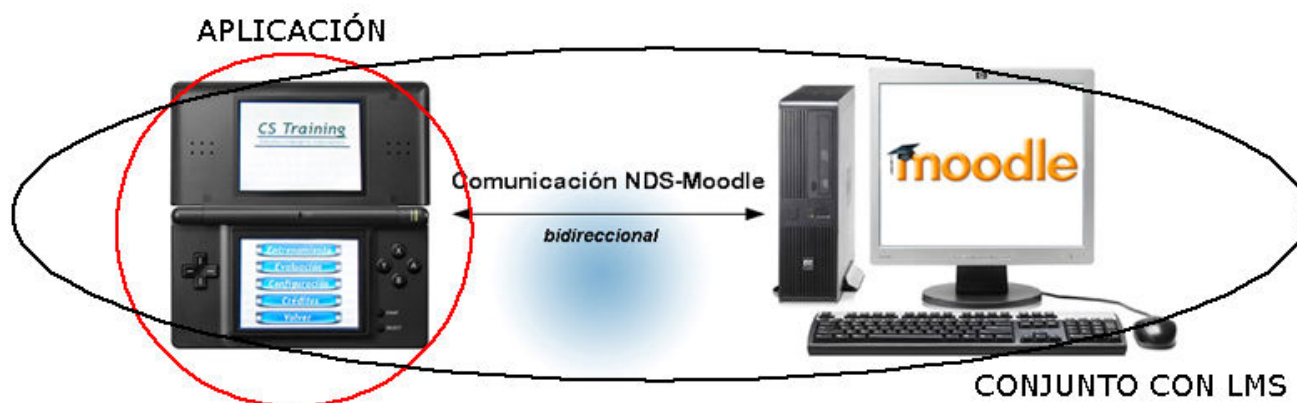 APLICACIÓN
CS Training
Comunicación NDS-Moodle
bidireccional
moodle
Entrenamiento
Evaluación
Configuración
Créditos
Volver
CONJUNTO CON LMS